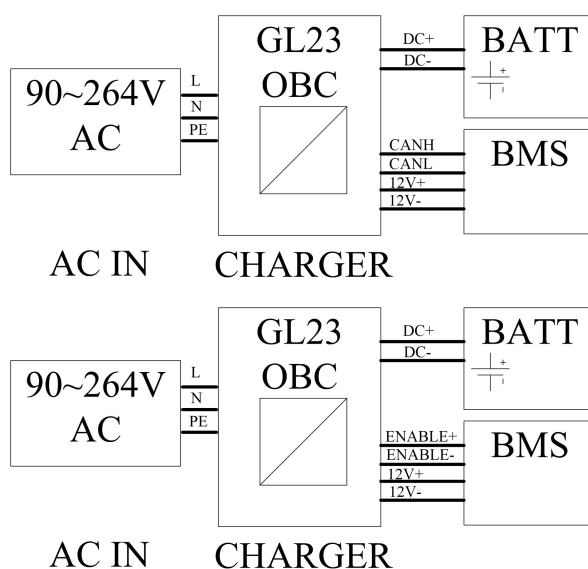 90~264V
AC
L
N
PE
GL23
OBC
DC+
DC-
BATT
+
CANH
CANL
12V+
12V-
BMS
AC IN
CHARGER
90~264V
AC
L
N
PE
GL23
OBC
DC+
DC-
BATT
+
ENABLE+
ENABLE-
12V+
12V-
BMS
AC IN
CHARGER